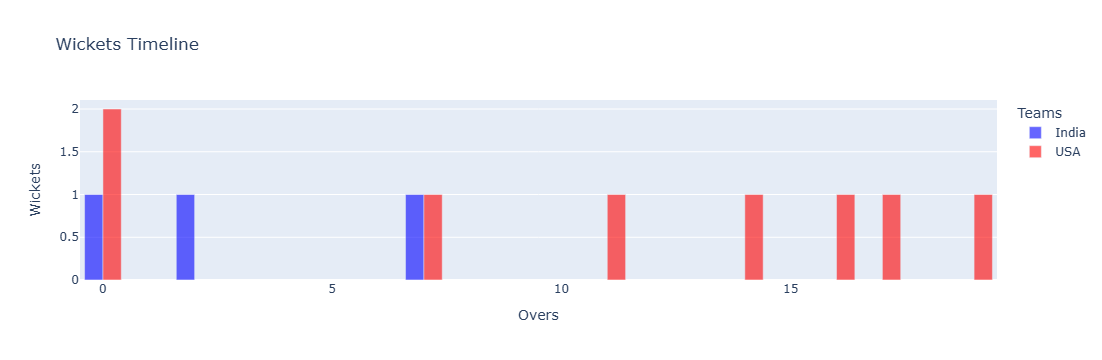 Wickets Timeline
Teams
India
USA
Wickets
2
1.5
1
0.5
0
0 5 10 15
Overs